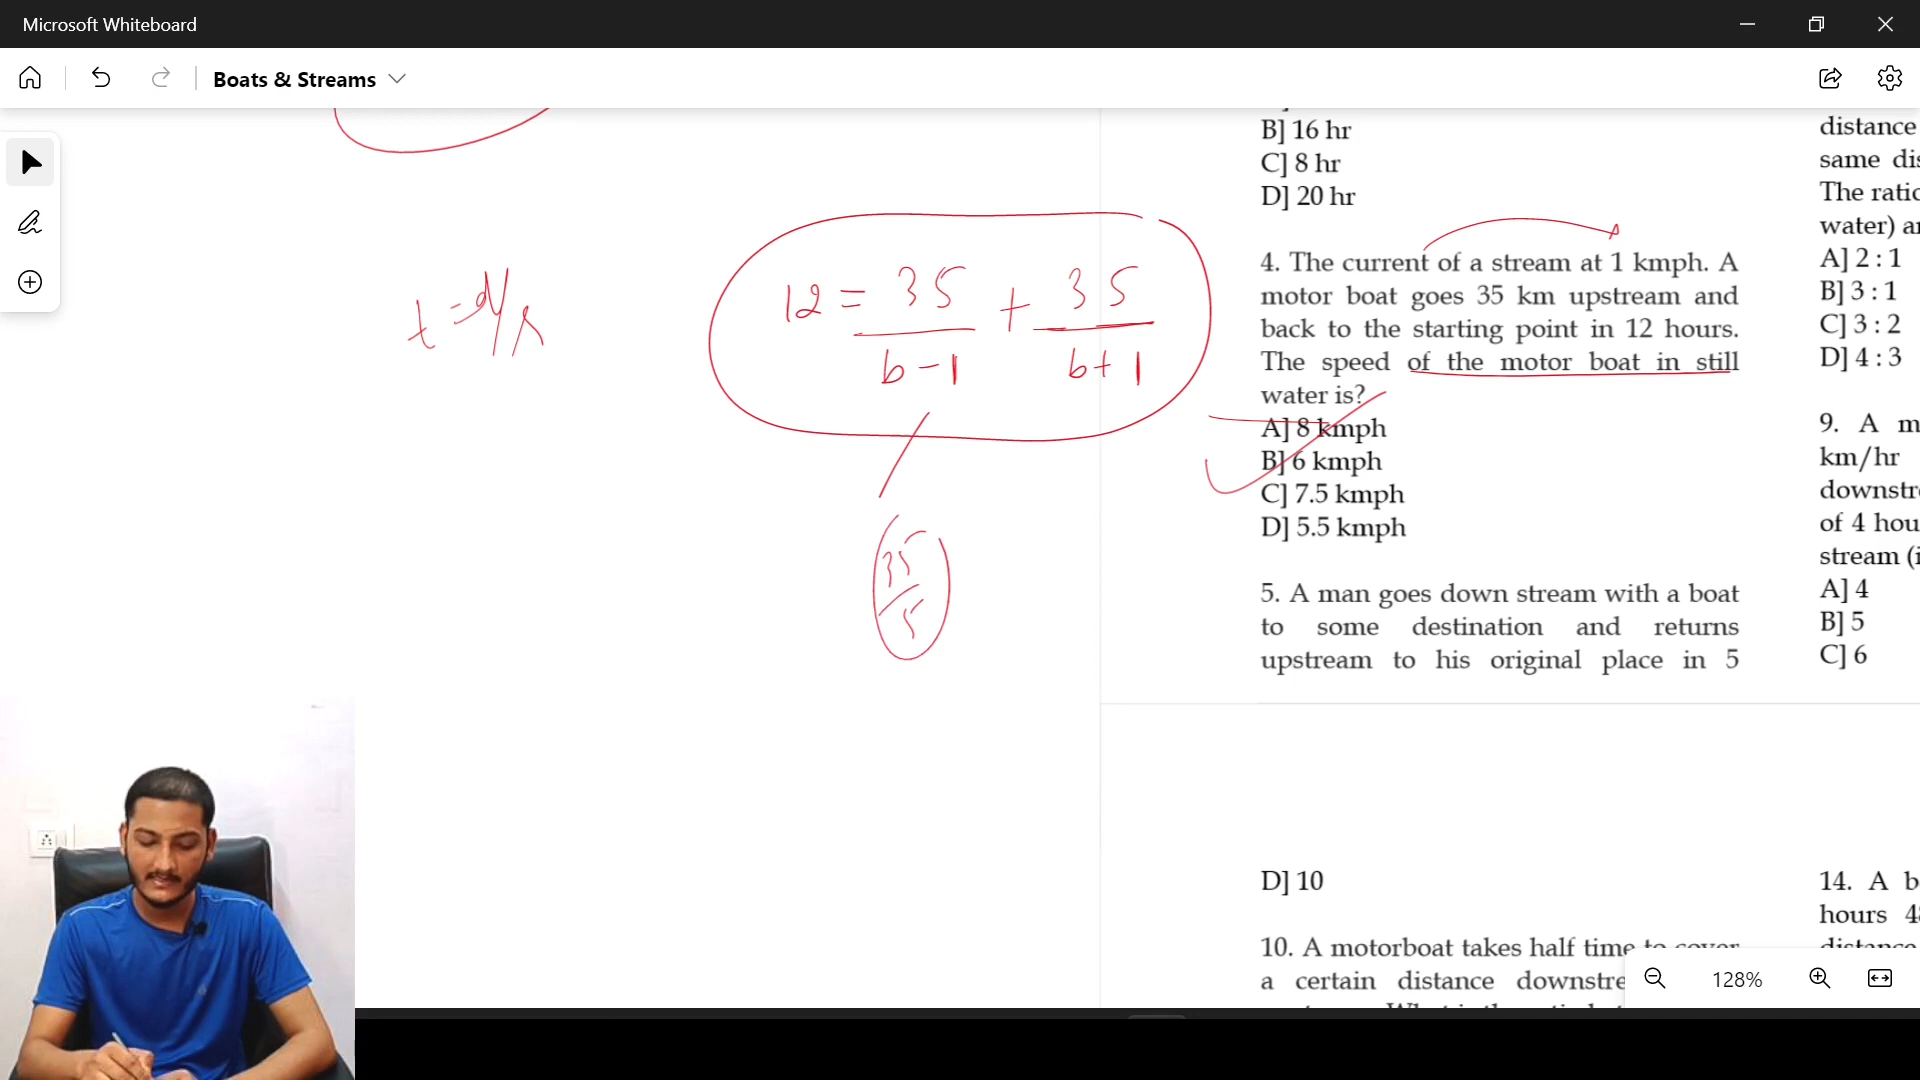 Microsoft Whiteboard
Boats & Streams
t = d/s
12 = 35/b-1 + 35/b+1
35/5
B] 16 hr
C] 8 hr
D] 20 hr
4. The current of a stream at 1 kmph. A
motor boat goes 35 km upstream and
back to the starting point in 12 hours.
The speed of the motor boat in still
water is?
A] 8 kmph
B] 6 kmph
C] 7.5 kmph
D] 5.5 kmph
5. A man goes down stream with a boat
to some destination and returns
upstream to his original place in 5
D] 10
10. A motorboat takes half time to cover
a certain distance downstre
distance
same dis
The ratio
water) a
A] 2 : 1
B] 3 : 1
C] 3 : 2
D] 4 : 3
9. A m
km/hr
downstre
of 4 hou
stream (i
A] 4
B] 5
C] 6
14. A b
hours 4
distance
128%